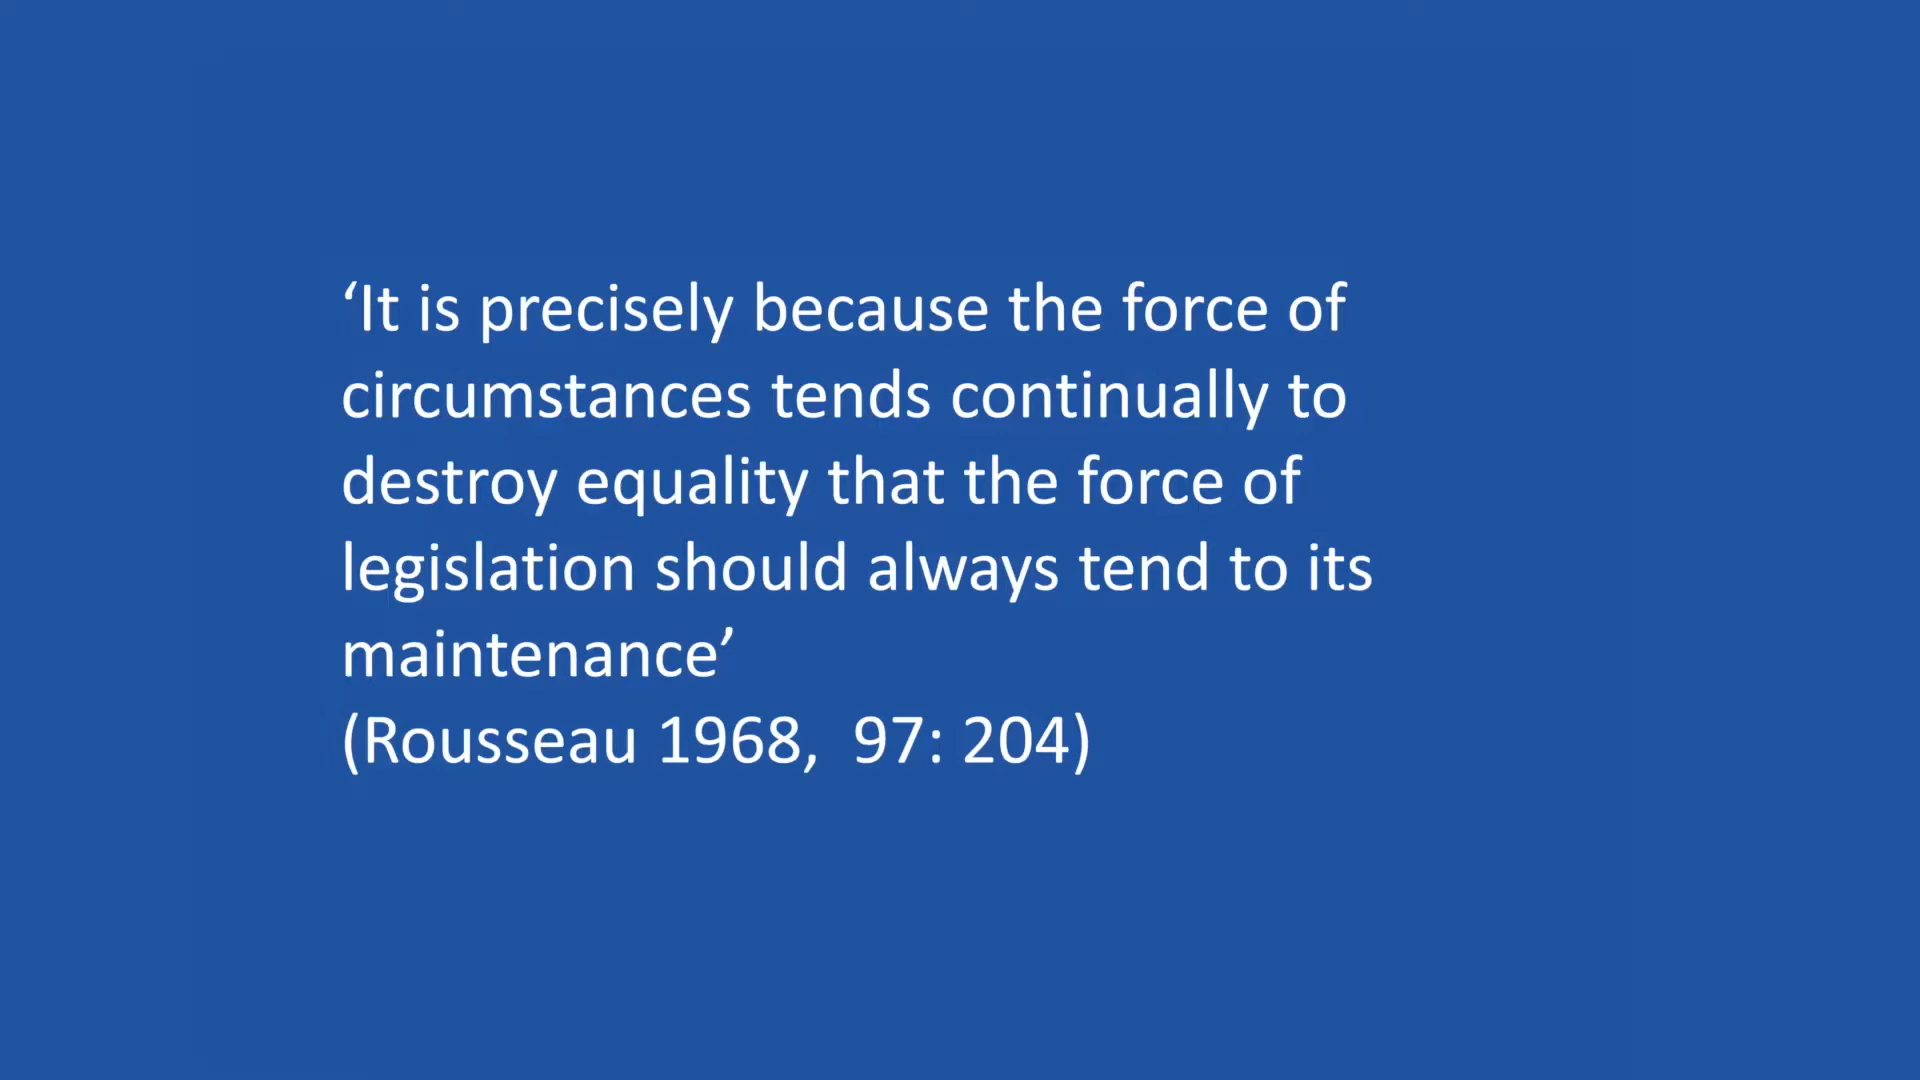 ‘It is precisely because the force of
circumstances tends continually to
destroy equality that the force of
legislation should always tend to its
maintenance’
(Rousseau 1968,  97: 204)